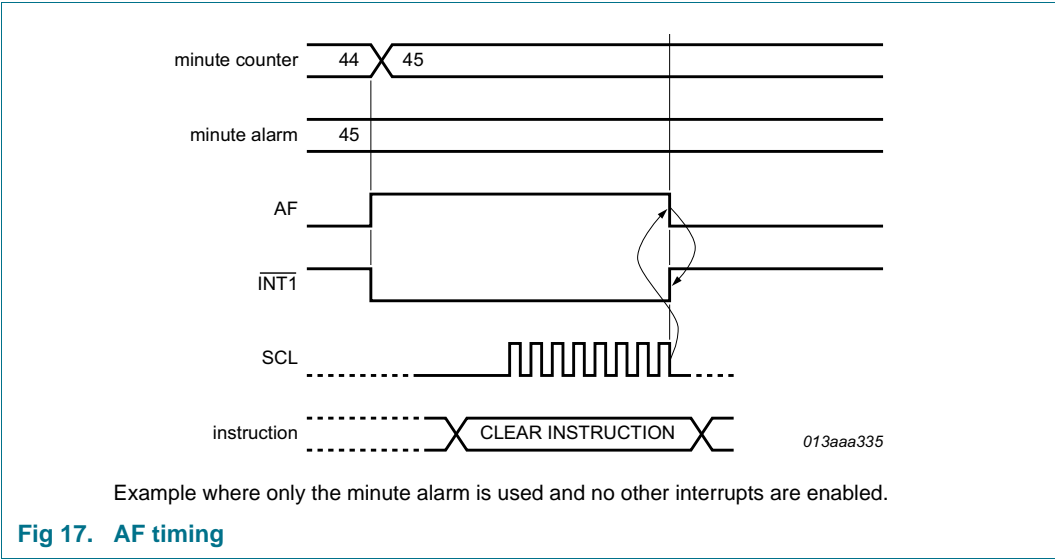 minute counter 44 45
minute alarm 45
AF
INT1
SCL
instruction CLEAR INSTRUCTION
013aaa335
Example where only the minute alarm is used and no other interrupts are enabled.
Fig 17. AF timing